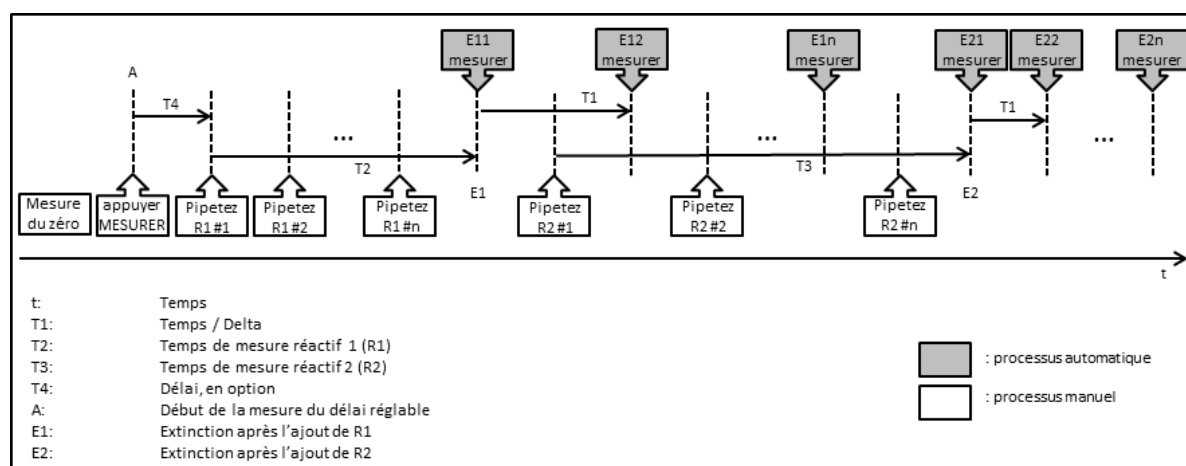 E11
mesurer
E12
mesurer
E1n
mesurer
E21
mesurer
E22
mesurer
E2n
mesurer
A
T4
T1
T1
...
...
...
T2
T3
E1
E2
Mesure
du zéro
appuyer
MESURER
Pipetez
R1 #1
Pipetez
R1 #2
Pipetez
R1 #n
Pipetez
R2 #1
Pipetez
R2 #2
Pipetez
R2 #n
t
t: Temps
T1: Temps / Delta
T2: Temps de mesure réactif 1 (R1)
T3: Temps de mesure réactif 2 (R2)
T4: Délai, en option
A: Début de la mesure du délai réglable
E1: Extinction après l'ajout de R1
E2: Extinction après l'ajout de R2
: processus automatique
: processus manuel